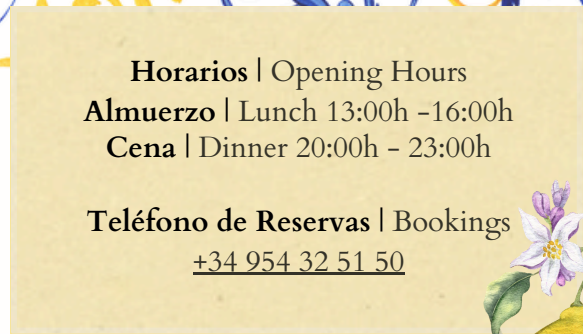 Horarios | Opening Hours
Almuerzo | Lunch 13:00h -16:00h
Cena | Dinner 20:00h - 23:00h
Teléfono de Reservas | Bookings
+34 954 32 51 50